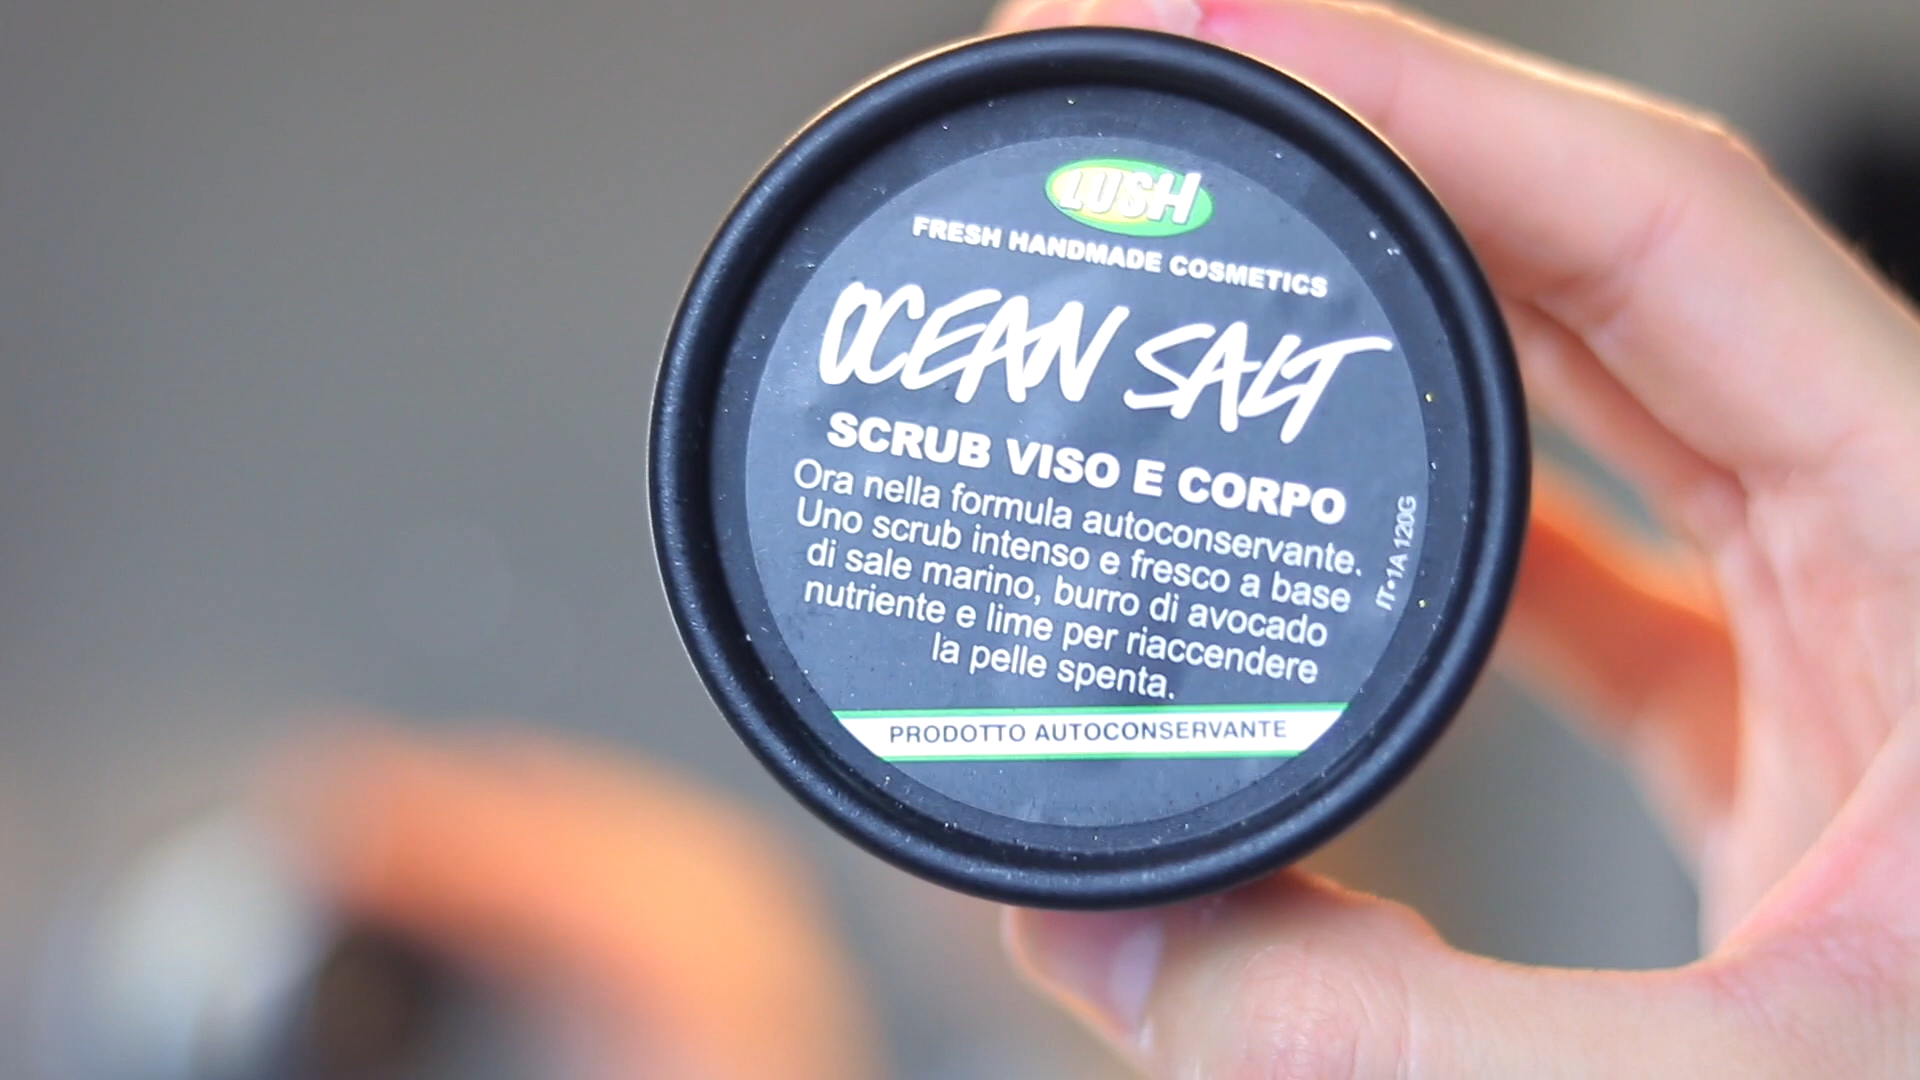 LUSH
FRESH HANDMADE COSMETICS
OCEAN SALT
SCRUB VISO E CORPO
Ora nella formula autoconservante.
Uno scrub intenso e fresco a base
di sale marino, burro di avocado
nutriente e lime per riaccendere
la pelle spenta.
IT•1A 120G
PRODOTTO AUTOCONSERVANTE